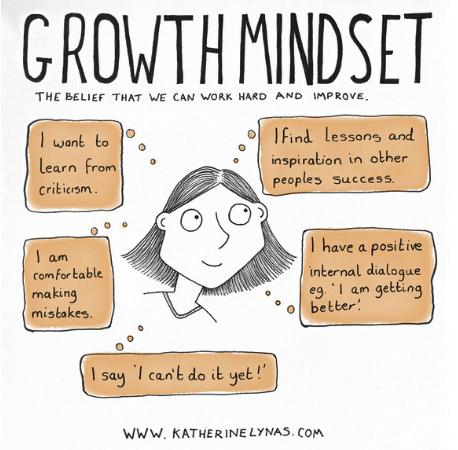 GROWTH MINDSET
THE BELIEF THAT WE CAN WORK HARD AND IMPROVE.
I want to
learn from
criticism.
I find lessons and
inspiration in other
peoples success.
I am
comfortable
making
mistakes.
I have a positive
internal dialogue
eg. 'I am getting
better'.
I say 'I can't do it yet!'
WWW.KATHERINELYNAS.COM